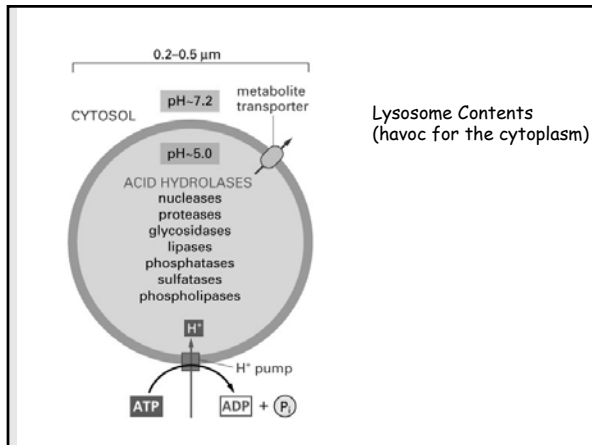 0.2–0.5 μm
pH~7.2
metabolite
transporter
CYTOSOL
Lysosome Contents
(havoc for the cytoplasm)
pH~5.0
ACID HYDROLASES
nucleases
proteases
glycosidases
lipases
phosphatases
sulfatases
phospholipases
H⁺
H⁺ pump
ATP
ADP + Pᵢ